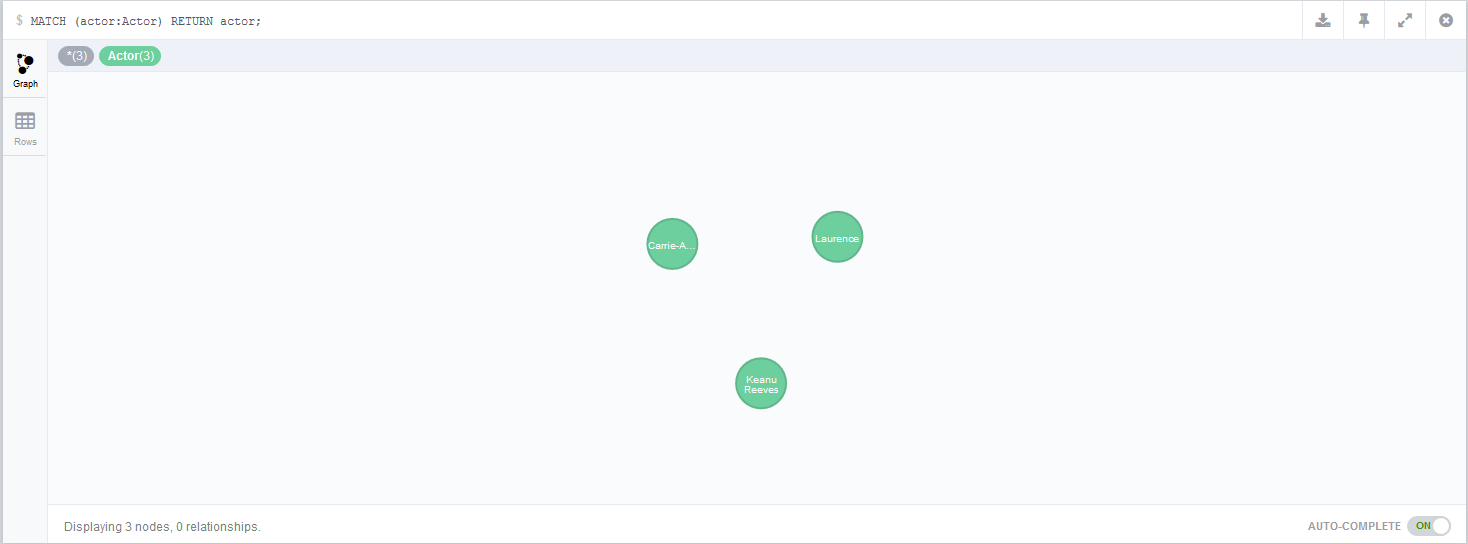 $ MATCH (actor:Actor) RETURN actor;
*(3) Actor(3)
Graph
Rows
Carrie-A...
Laurence
Keanu
Reeves
Displaying 3 nodes, 0 relationships.
AUTO-COMPLETE ON